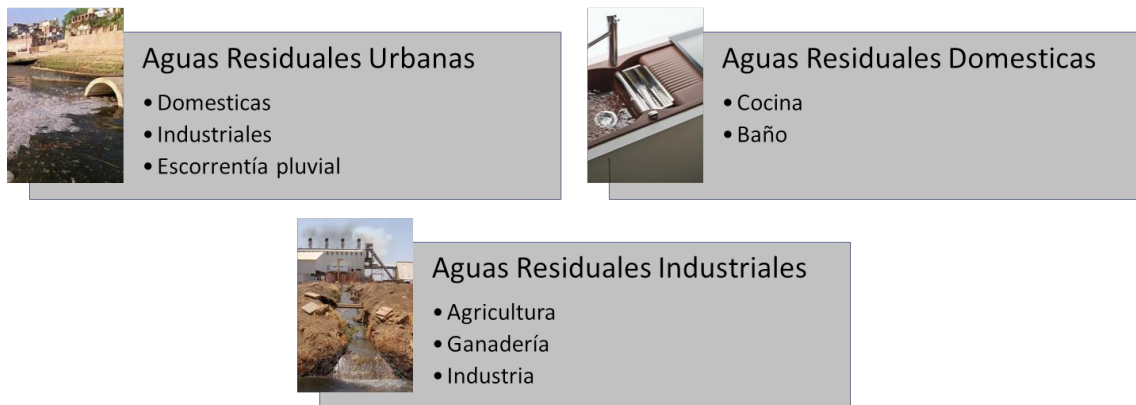 Aguas Residuales Urbanas
• Domesticas
• Industriales
• Escorrentía pluvial
Aguas Residuales Domesticas
• Cocina
• Baño
Aguas Residuales Industriales
• Agricultura
• Ganadería
• Industria